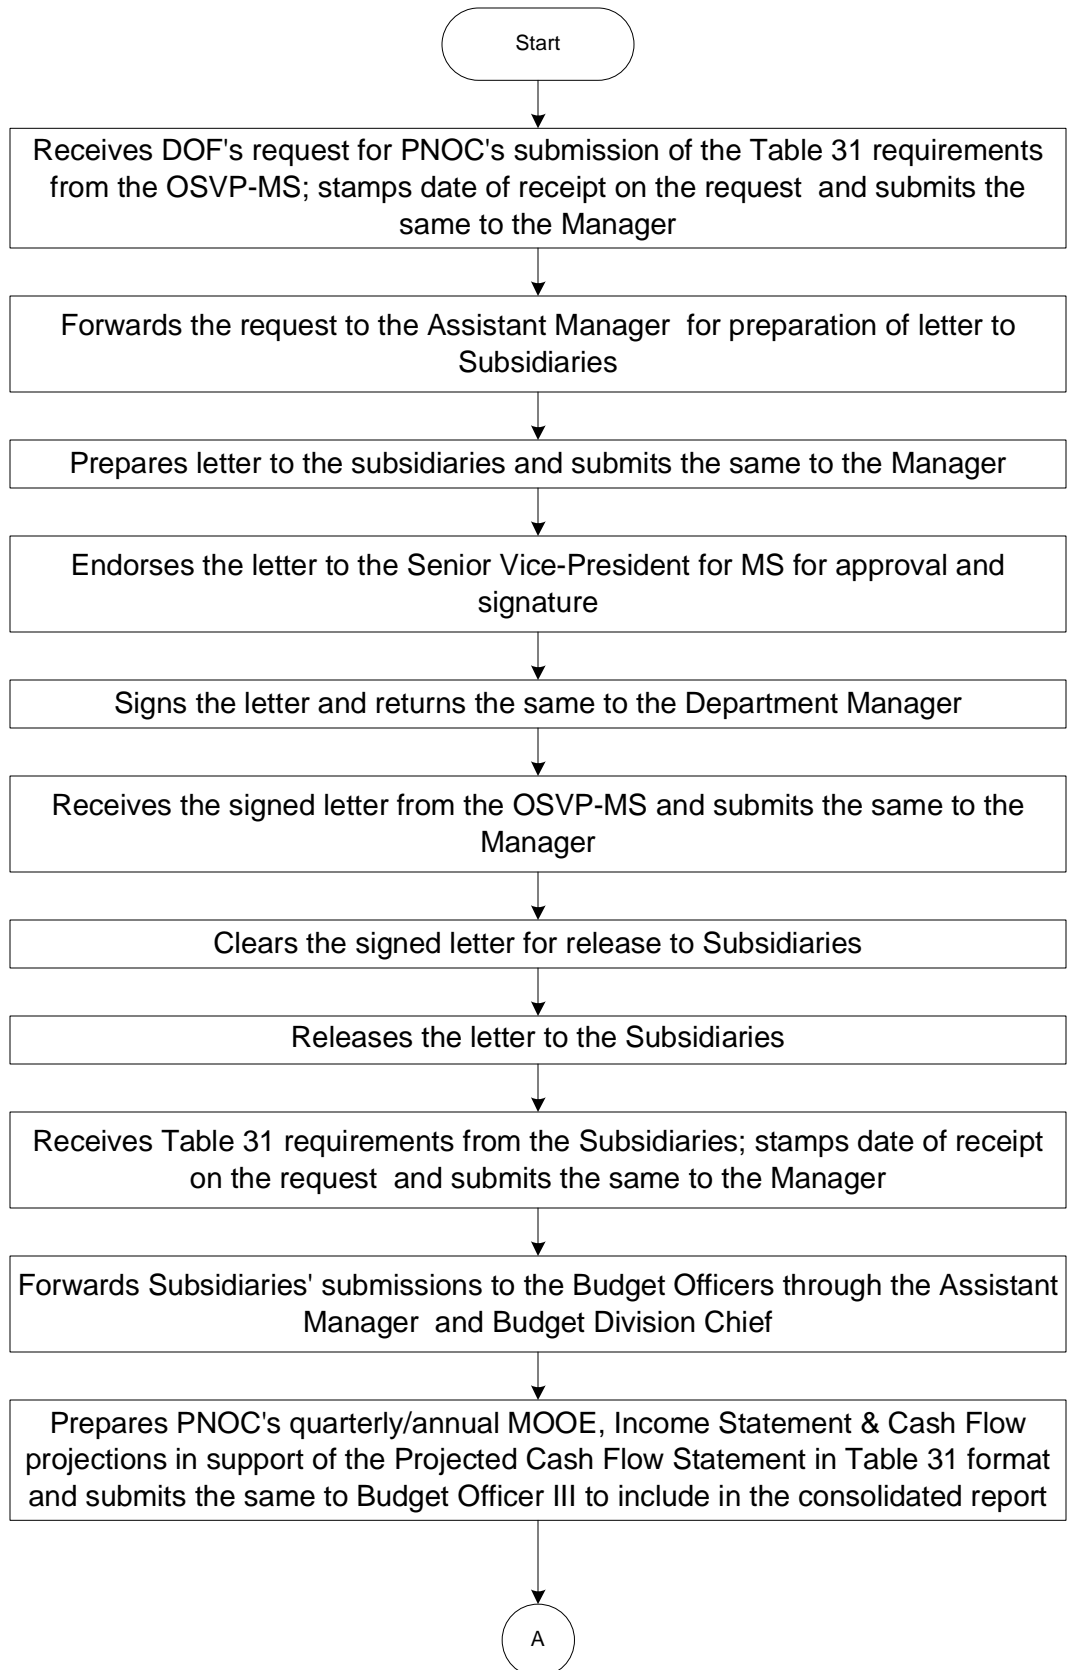 Start
Receives DOF's request for PNOC's submission of the Table 31 requirements
from the OSVP-MS; stamps date of receipt on the request  and submits the
same to the Manager
Forwards the request to the Assistant Manager  for preparation of letter to
Subsidiaries
Prepares letter to the subsidiaries and submits the same to the Manager
Endorses the letter to the Senior Vice-President for MS for approval and
signature
Signs the letter and returns the same to the Department Manager
Receives the signed letter from the OSVP-MS and submits the same to the
Manager
Clears the signed letter for release to Subsidiaries
Releases the letter to the Subsidiaries
Receives Table 31 requirements from the Subsidiaries; stamps date of receipt
on the request  and submits the same to the Manager
Forwards Subsidiaries' submissions to the Budget Officers through the Assistant
Manager  and Budget Division Chief
Prepares PNOC's quarterly/annual MOOE, Income Statement & Cash Flow
projections in support of the Projected Cash Flow Statement in Table 31 format
and submits the same to Budget Officer III to include in the consolidated report
A